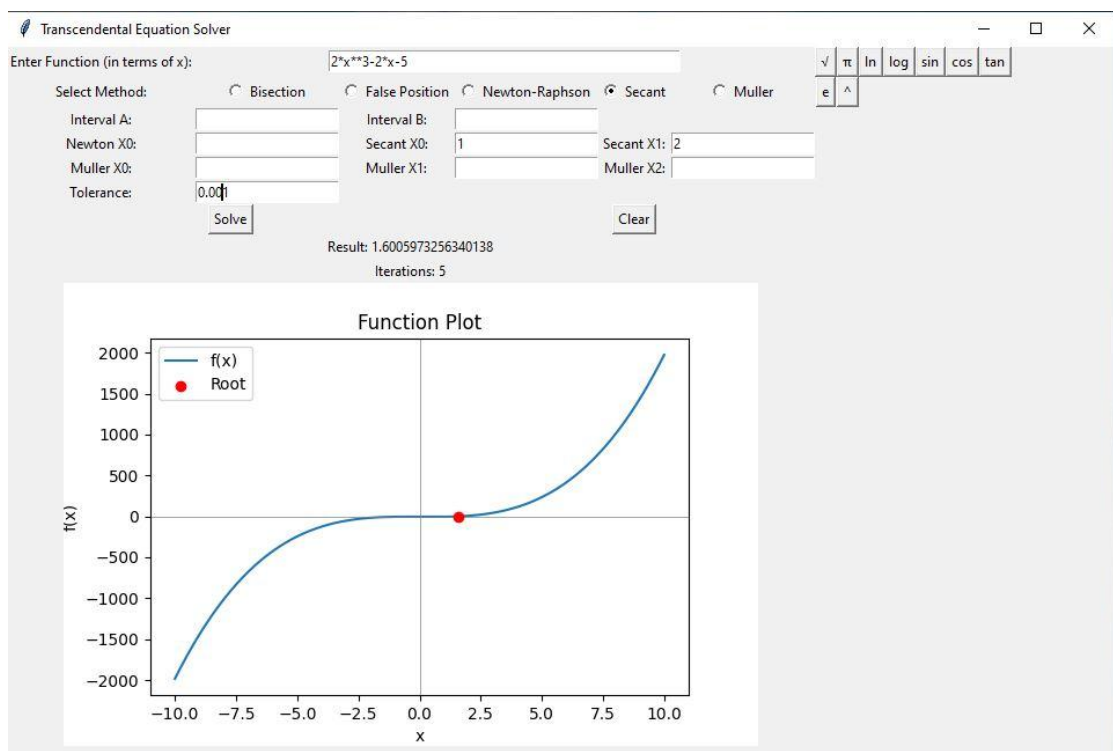 Transcendental Equation Solver
Enter Function (in terms of x): 2*x**3-2*x-5 √ π ln log sin cos tan
Select Method: Bisection False Position Newton-Raphson Secant Muller e ^
Interval A: Interval B:
Newton X0: Secant X0: 1 Secant X1: 2
Muller X0: Muller X1: Muller X2:
Tolerance: 0.001
Solve Clear
Result: 1.6005973256340138
Iterations: 5
Function Plot
f(x)
Root
2000
1500
1000
500
0
−500
−1000
−1500
−2000
f(x)
−10.0 −7.5 −5.0 −2.5 0.0 2.5 5.0 7.5 10.0
x